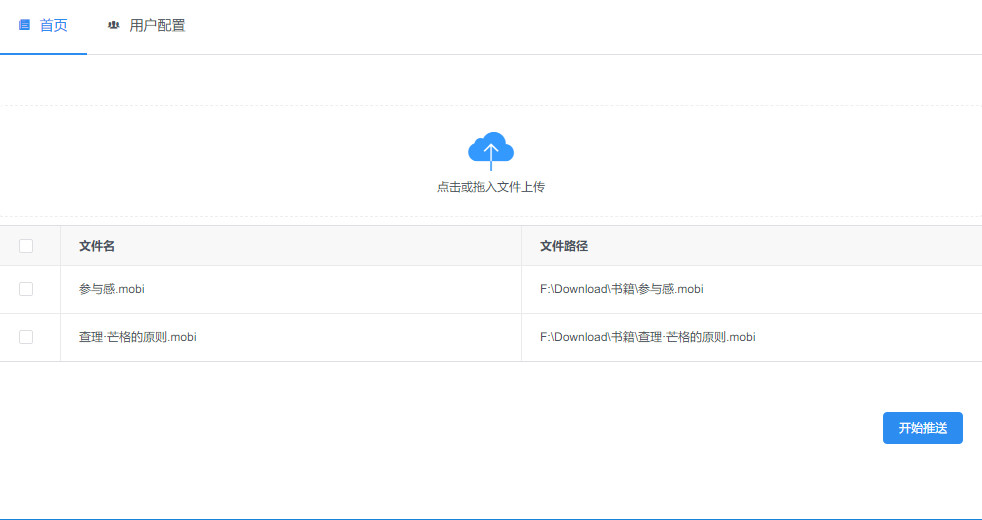 首页 用户配置
点击或拖入文件上传
文件名 文件路径
参与感.mobi F:\Download\书籍\参与感.mobi
查理·芒格的原则.mobi F:\Download\书籍\查理·芒格的原则.mobi
开始推送